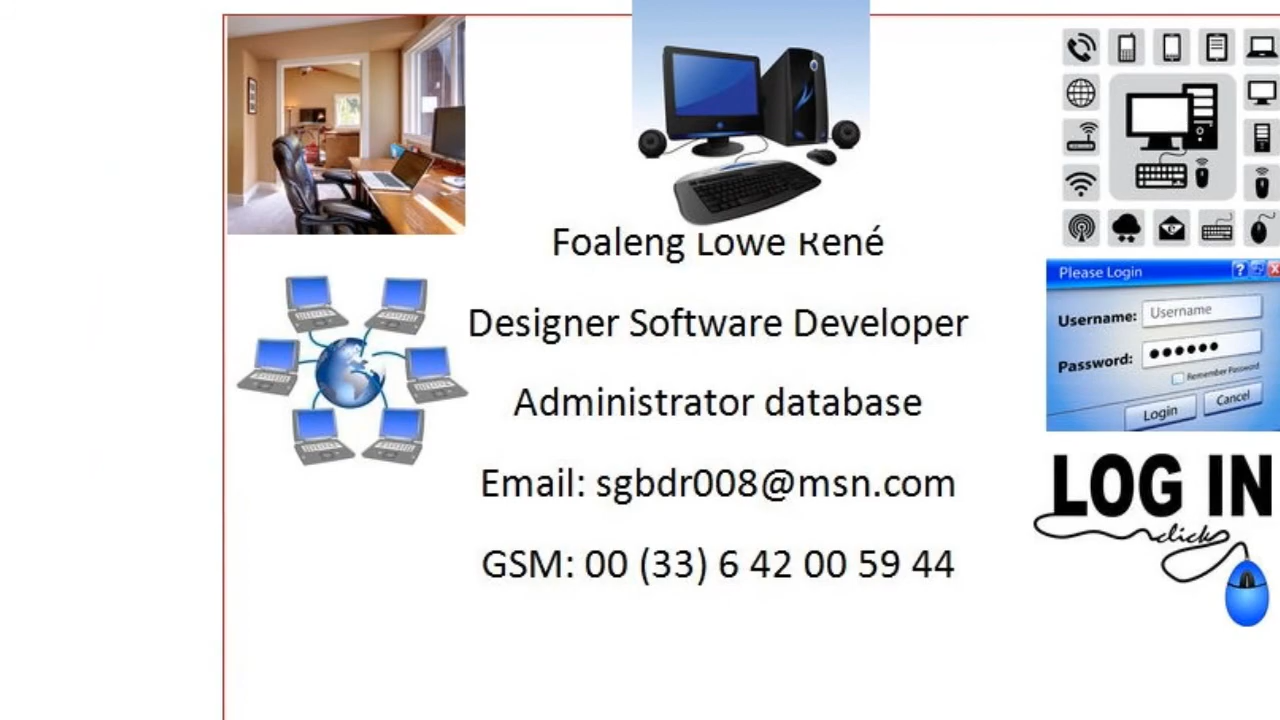 Foaleng Lowe René
Designer Software Developer
Administrator database
Email: sgbdr008@msn.com
GSM: 00 (33) 6 42 00 59 44
Please Login
Username: Username
Password: ●●●●●●
Remember Password
Login Cancel
LOG IN
click